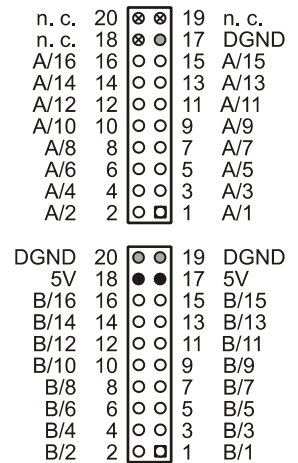 n. c. 20 19 n. c.
n. c. 18 17 DGND
A/16 16 15 A/15
A/14 14 13 A/13
A/12 12 11 A/11
A/10 10 9 A/9
A/8 8 7 A/7
A/6 6 5 A/5
A/4 4 3 A/3
A/2 2 1 A/1
DGND 20 19 DGND
5V 18 17 5V
B/16 16 15 B/15
B/14 14 13 B/13
B/12 12 11 B/11
B/10 10 9 B/9
B/8 8 7 B/7
B/6 6 5 B/5
B/4 4 3 B/3
B/2 2 1 B/1